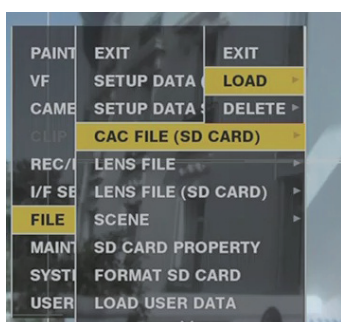 PAINT EXIT EXIT
VF SETUP DATA ( LOAD
CAME SETUP DATA DELETE
CLIP CAC FILE (SD CARD)
REC/ LENS FILE
I/F SE LENS FILE (SD CARD)
FILE SCENE
MAINT SD CARD PROPERTY
SYST FORMAT SD CARD
USER LOAD USER DATA